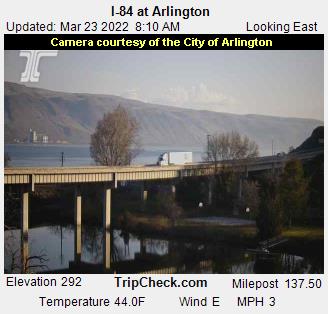 I-84 at Arlington
Updated: Mar 23 2022 8:10 AM Looking East
Camera courtesy of the City of Arlington
Elevation 292 TripCheck.com Milepost 137.50
Temperature 44.0F Wind E MPH 3